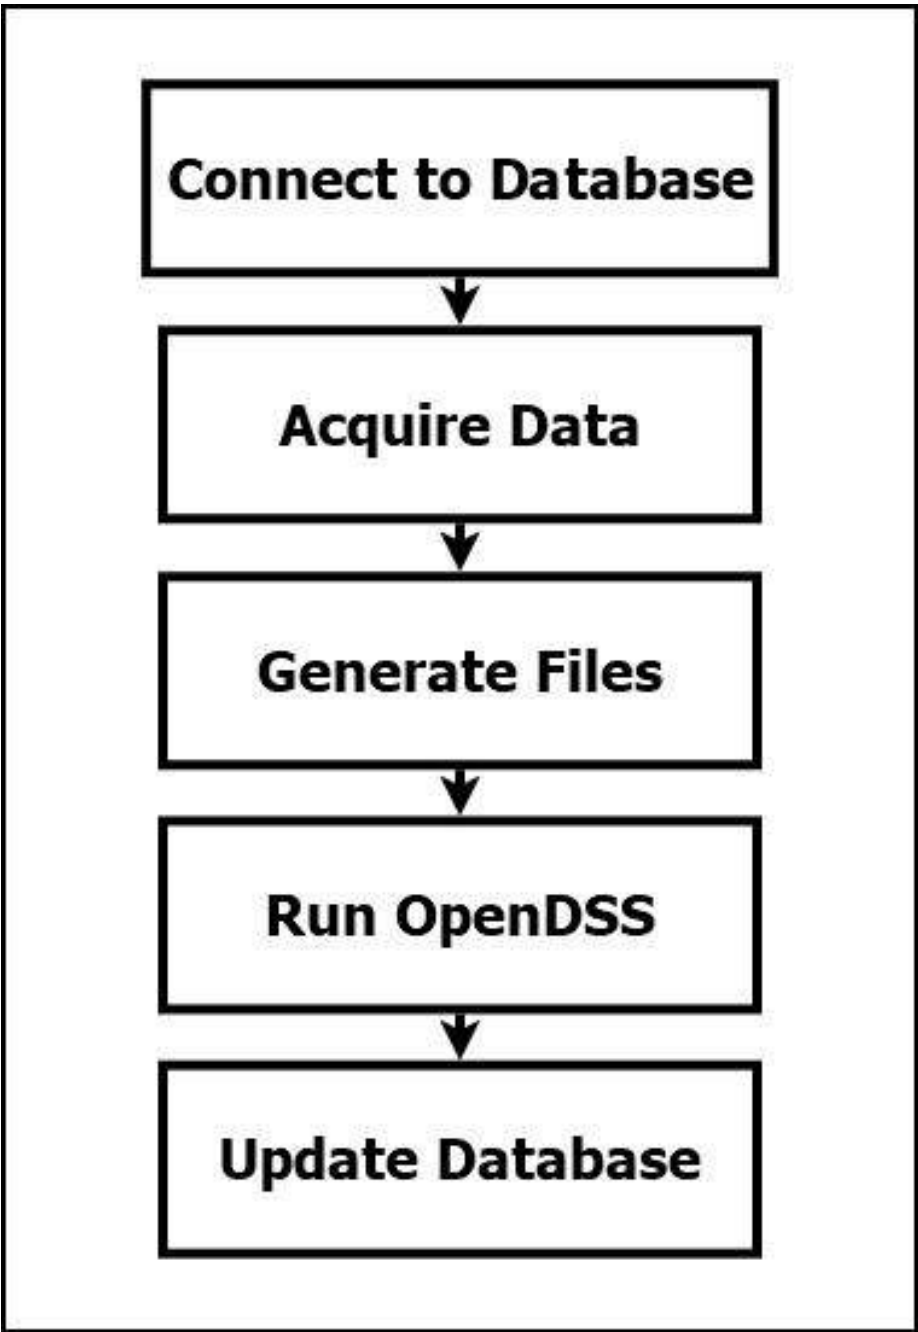 Connect to Database
Acquire Data
Generate Files
Run OpenDSS
Update Database